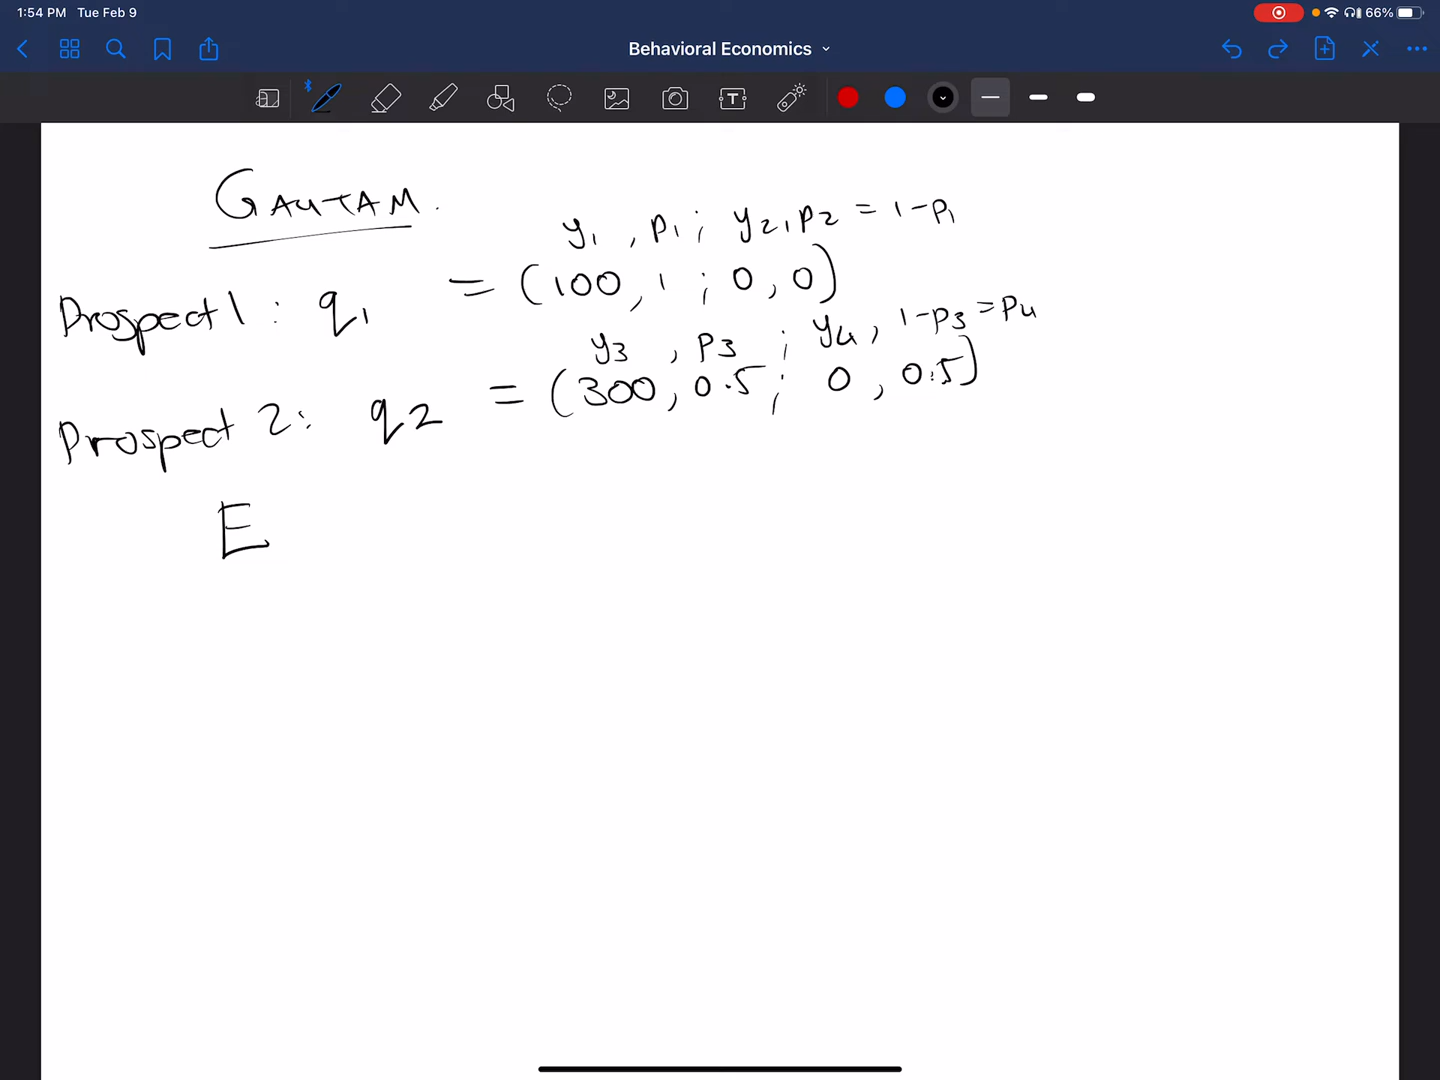 1:54 PM Tue Feb 9
66%
Behavioral Economics
T
GAUTAM.
y1, p1; y2, p2 = 1-p1
Prospect 1: q1 = (100, 1; 0, 0)
y3, p3; y4, 1-p3 = p4
Prospect 2: q2 = (300, 0.5; 0, 0.5)
E